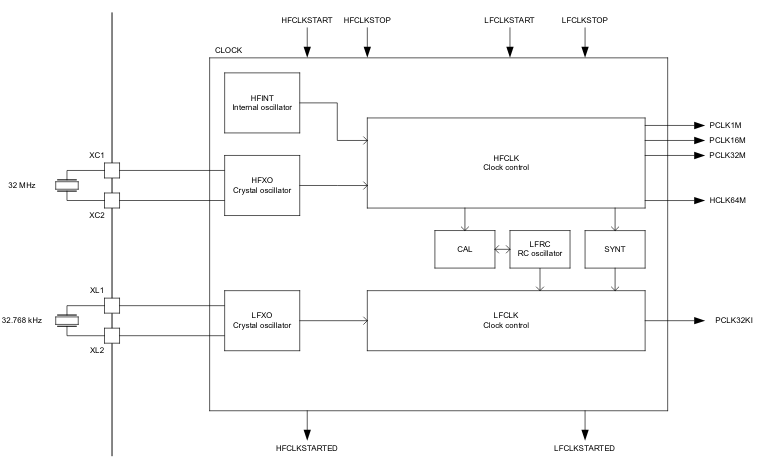 HFCLKSTART
HFCLKSTOP
LFCLKSTART
LFCLKSTOP
CLOCK
HFINT
Internal oscillator
PCLK1M
PCLK16M
PCLK32M
HFCLK
Clock control
XC1
32 MHz
XC2
HFXO
Crystal oscillator
HCLK64M
CAL
LFRC
RC oscillator
SYNT
XL1
32.768 kHz
XL2
LFXO
Crystal oscillator
LFCLK
Clock control
PCLK32KI
HFCLKSTARTED
LFCLKSTARTED